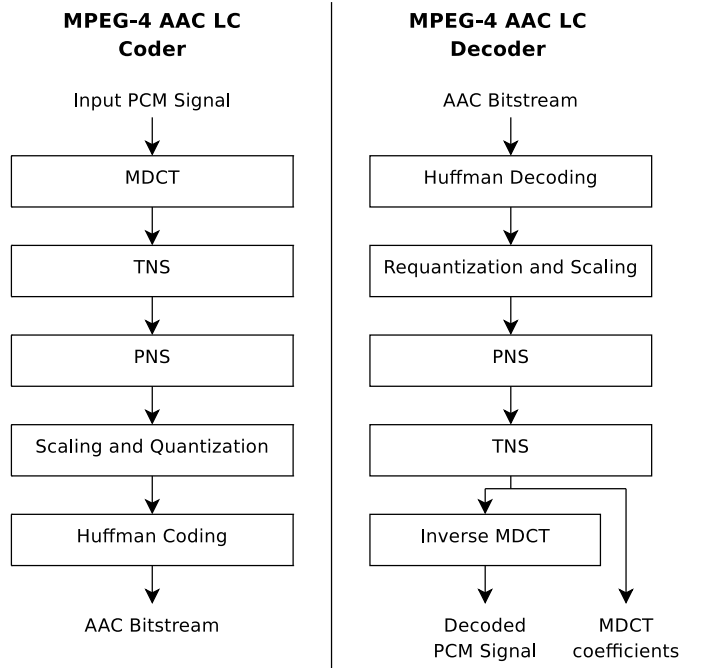 MPEG-4 AAC LC
Coder
Input PCM Signal
MDCT
TNS
PNS
Scaling and Quantization
Huffman Coding
AAC Bitstream
MPEG-4 AAC LC
Decoder
AAC Bitstream
Huffman Decoding
Requantization and Scaling
PNS
TNS
Inverse MDCT
Decoded
PCM Signal
MDCT
coefficients